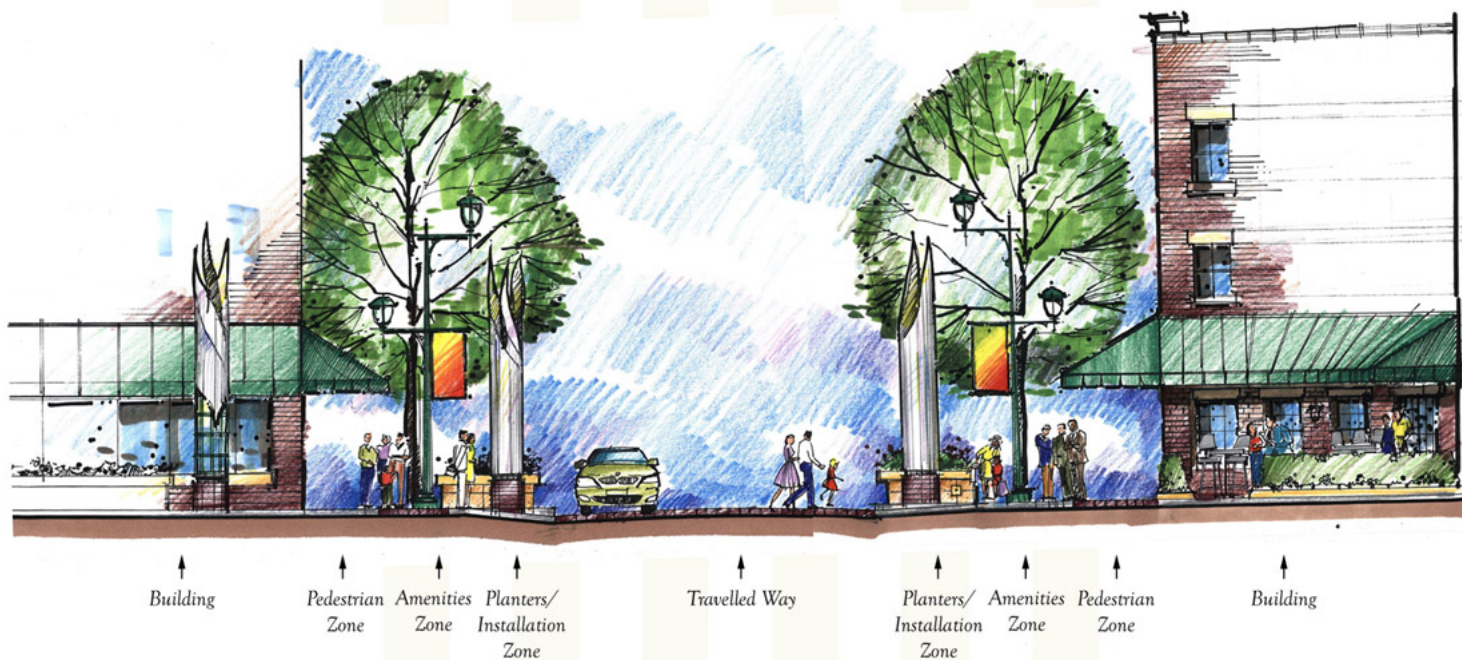 Building
Pedestrian
Zone
Amenities
Zone
Planters/
Installation
Zone
Travelled Way
Planters/
Installation
Zone
Amenities
Zone
Pedestrian
Zone
Building